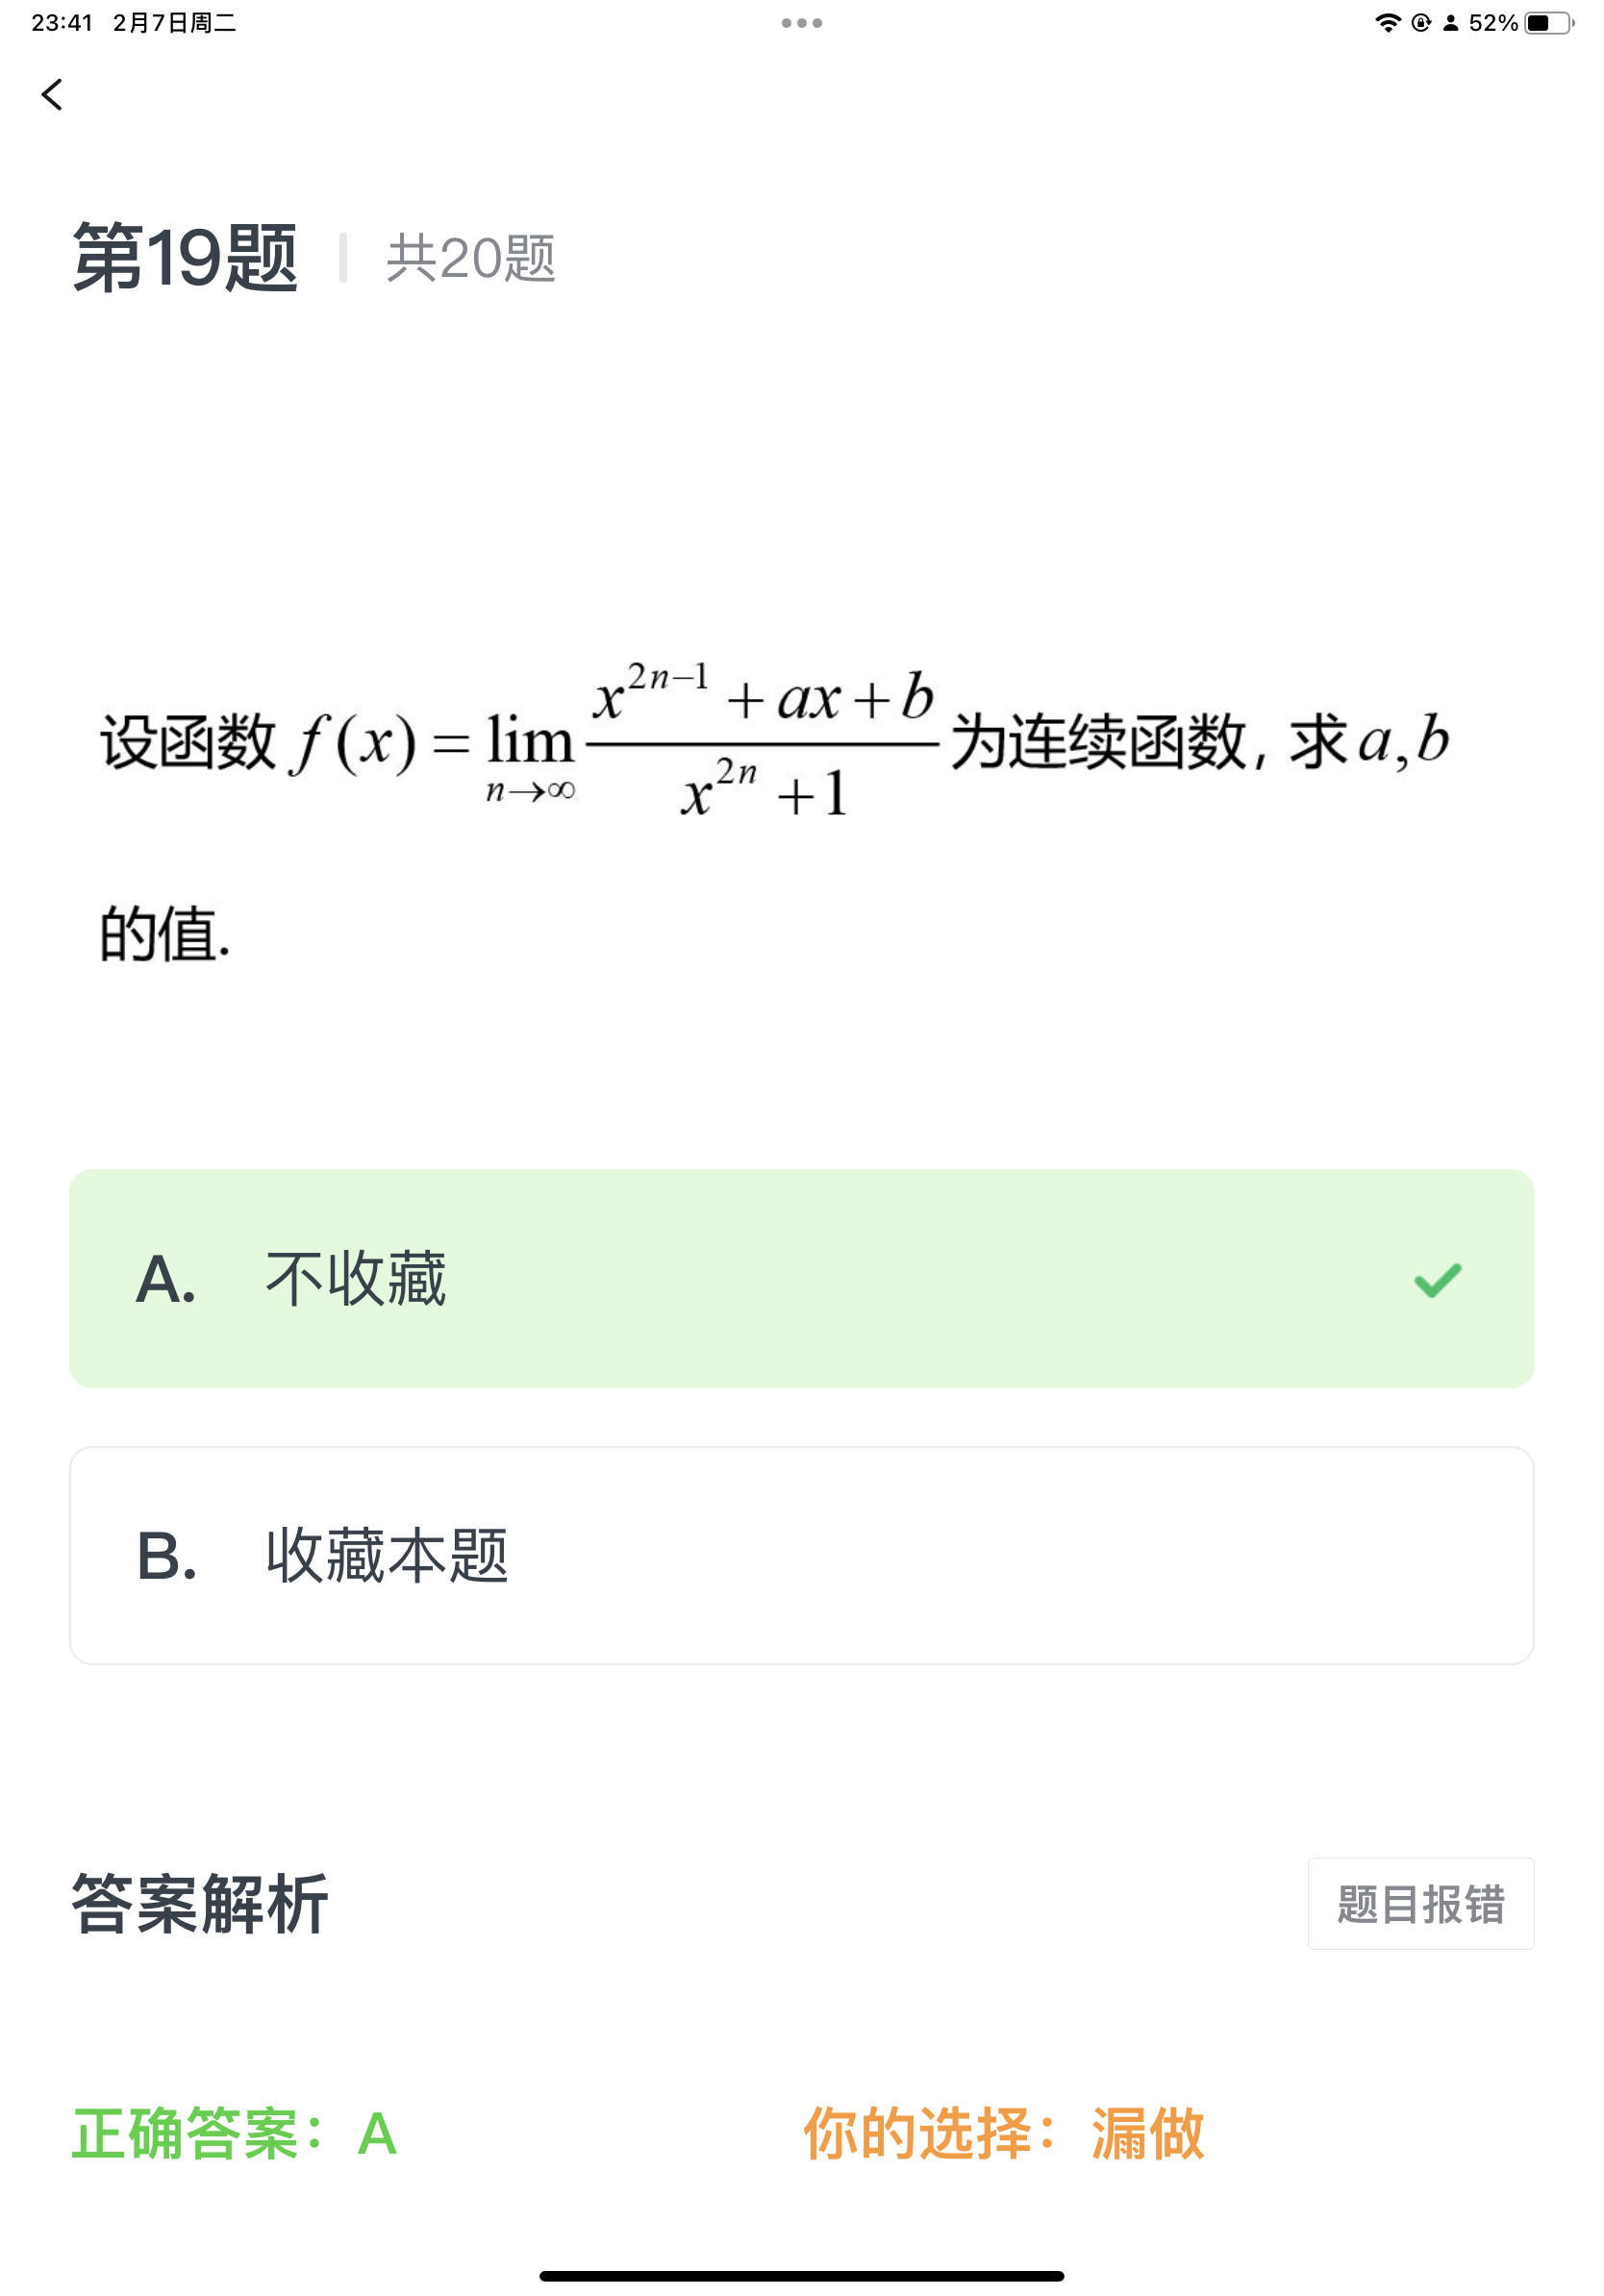 23:41 2月7日周二
52%
第19题 共20题
设函数 f(x) = lim_{n→∞} \frac{x^{2n-1} + ax + b}{x^{2n} + 1} 为连续函数, 求 a, b
的值.
A. 不收藏
B. 收藏本题
答案解析
题目报错
正确答案：A
你的选择：漏做